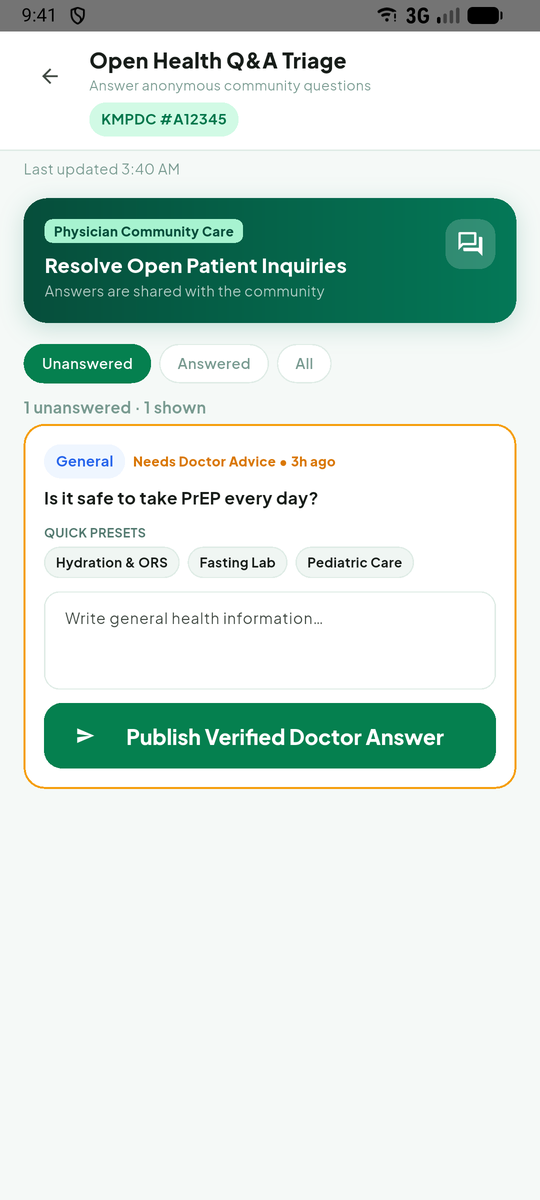 9:41
3G
Open Health Q&A Triage
Answer anonymous community questions
KMPDC #A12345
Last updated 3:40 AM
Physician Community Care
Resolve Open Patient Inquiries
Answers are shared with the community
Unanswered Answered All
1 unanswered · 1 shown
General Needs Doctor Advice • 3h ago
Is it safe to take PrEP every day?
QUICK PRESETS
Hydration & ORS Fasting Lab Pediatric Care
Write general health information…
Publish Verified Doctor Answer